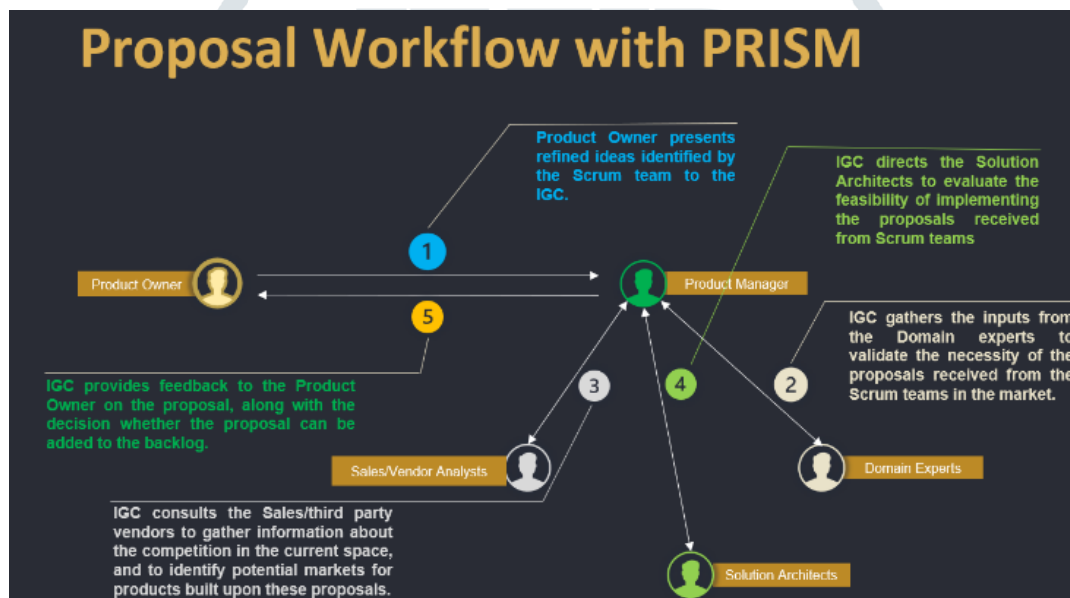 Proposal Workflow with PRISM
Product Owner presents
refined ideas identified by
the Scrum team to the
IGC.
IGC directs the Solution
Architects to evaluate the
feasibility of implementing
the proposals received
from Scrum teams
1
Product Owner
Product Manager
5
IGC gathers the inputs from
the Domain experts to
validate the necessity of the
proposals received from the
Scrum teams in the market.
3
4
2
IGC provides feedback to the Product
Owner on the proposal, along with the
decision whether the proposal can be
added to the backlog.
Sales/Vendor Analysts
Domain Experts
IGC consults the Sales/third party
vendors to gather information about
the competition in the current space,
and to identify potential markets for
products built upon these proposals.
Solution Architects